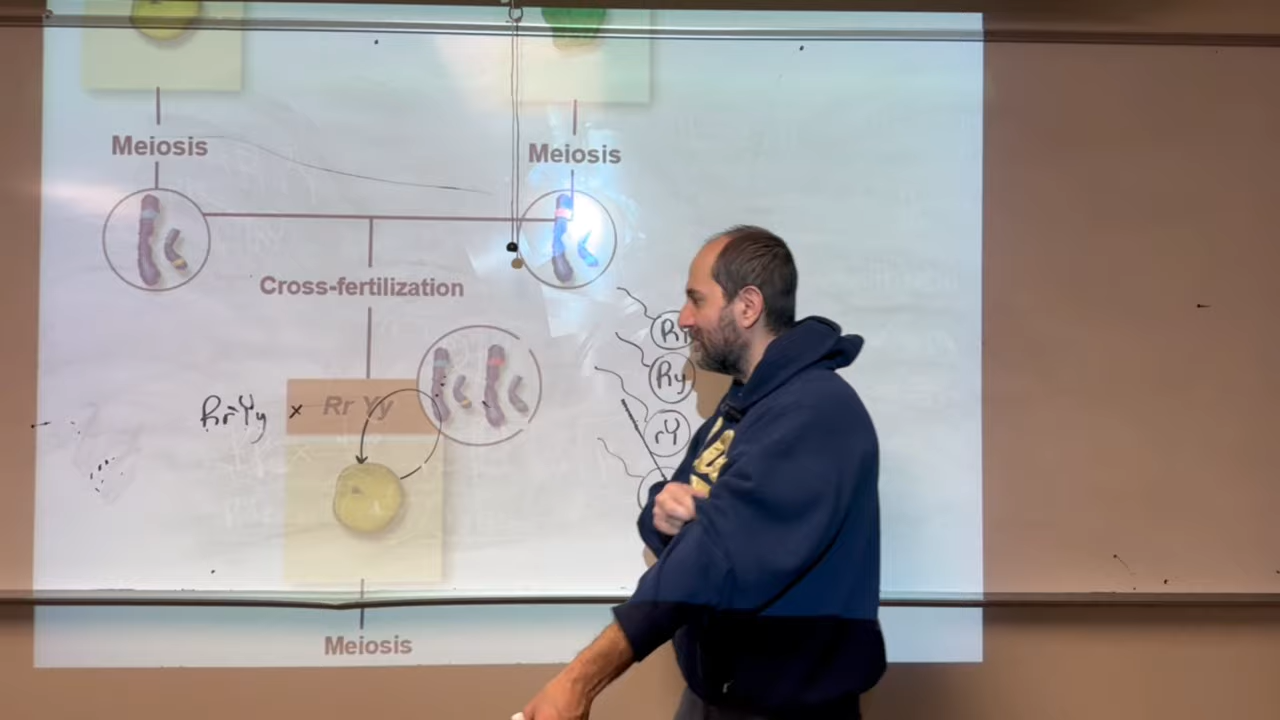 Meiosis
Meiosis
Cross-fertilization
RrYy x Rr Yy
Ry
rY
Meiosis